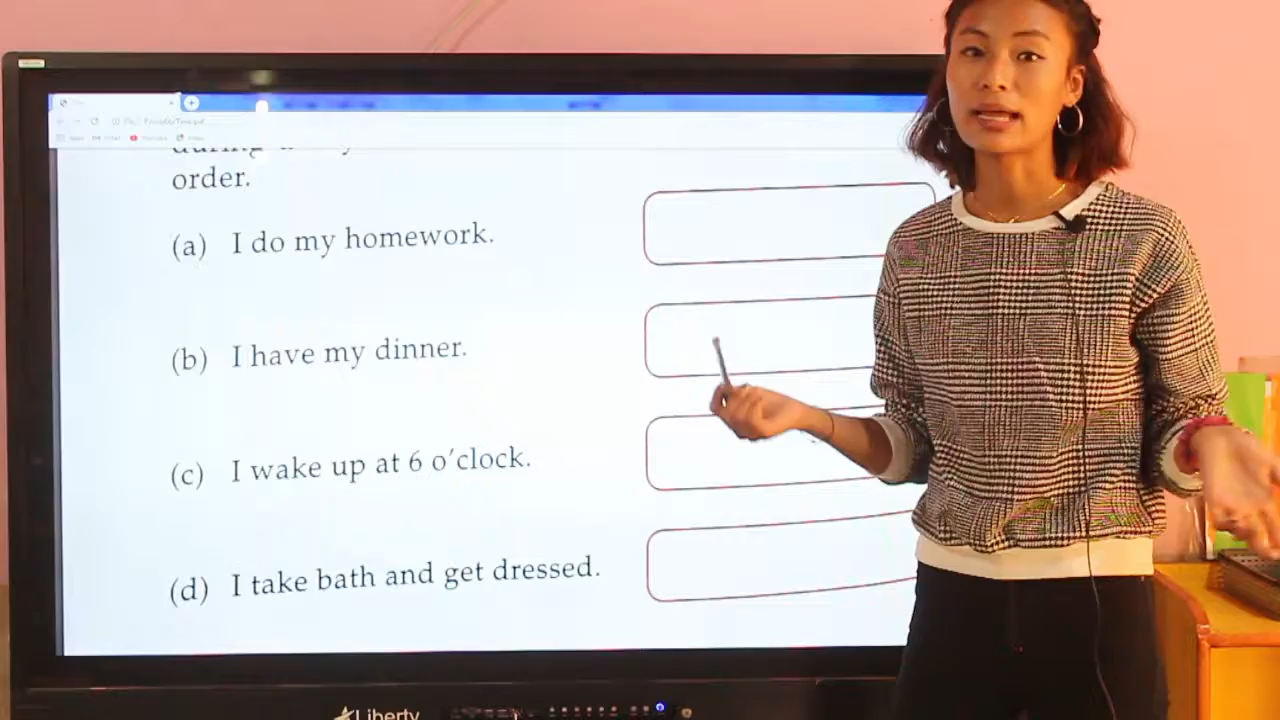 order.
(a) I do my homework.
(b) I have my dinner.
(c) I wake up at 6 o'clock.
(d) I take bath and get dressed.
Liberty